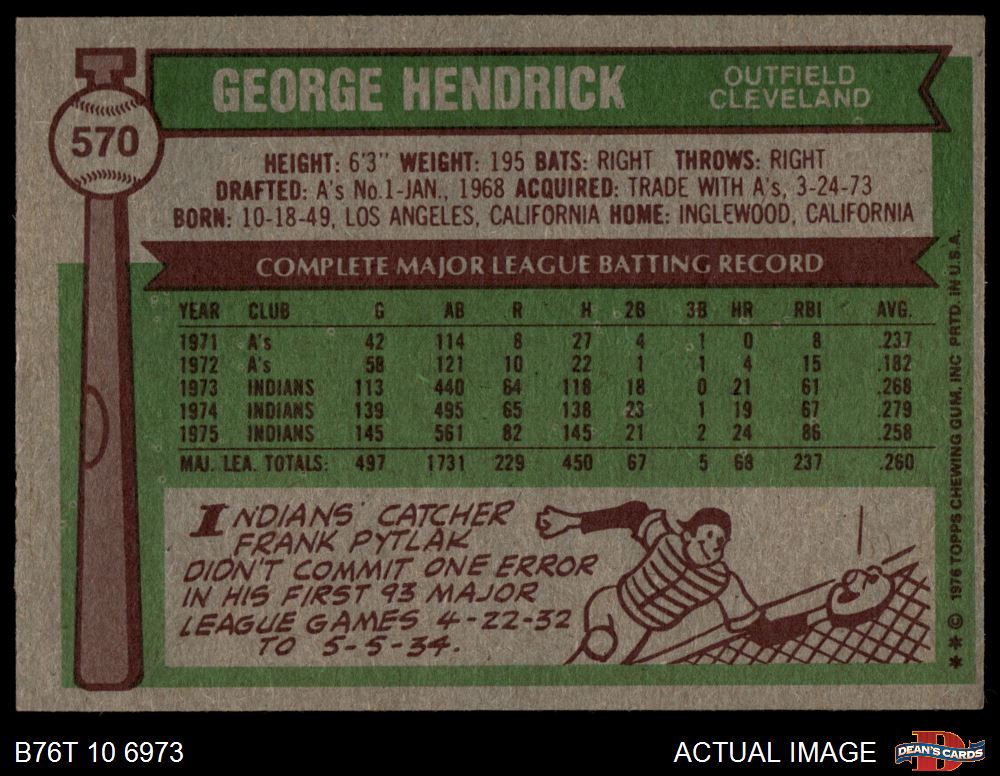 GEORGE HENDRICK
OUTFIELD
CLEVELAND
570
HEIGHT: 6'3" WEIGHT: 195 BATS: RIGHT THROWS: RIGHT
DRAFTED: A's No.1-JAN., 1968 ACQUIRED: TRADE WITH A's, 3-24-73
BORN: 10-18-49, LOS ANGELES, CALIFORNIA HOME: INGLEWOOD, CALIFORNIA
COMPLETE MAJOR LEAGUE BATTING RECORD
YEAR CLUB G AB R H 2B 3B HR RBI AVG.
1971 A's 42 114 8 27 4 1 0 8 .237
1972 A's 58 121 10 22 1 1 4 15 .182
1973 INDIANS 113 440 64 118 18 0 21 61 .268
1974 INDIANS 139 495 65 138 23 1 19 67 .279
1975 INDIANS 145 561 82 145 21 2 24 86 .258
MAJ. LEA. TOTALS: 497 1731 229 450 67 5 68 237 .260
INDIANS' CATCHER
FRANK PYTLAK
DIDN'T COMMIT ONE ERROR
IN HIS FIRST 93 MAJOR
LEAGUE GAMES 4-22-32
TO 5-5-34.
** © 1976 TOPPS CHEWING GUM, INC PRTD. IN U.S.A.
B76T 10 6973
ACTUAL IMAGE
DEAN'S CARDS